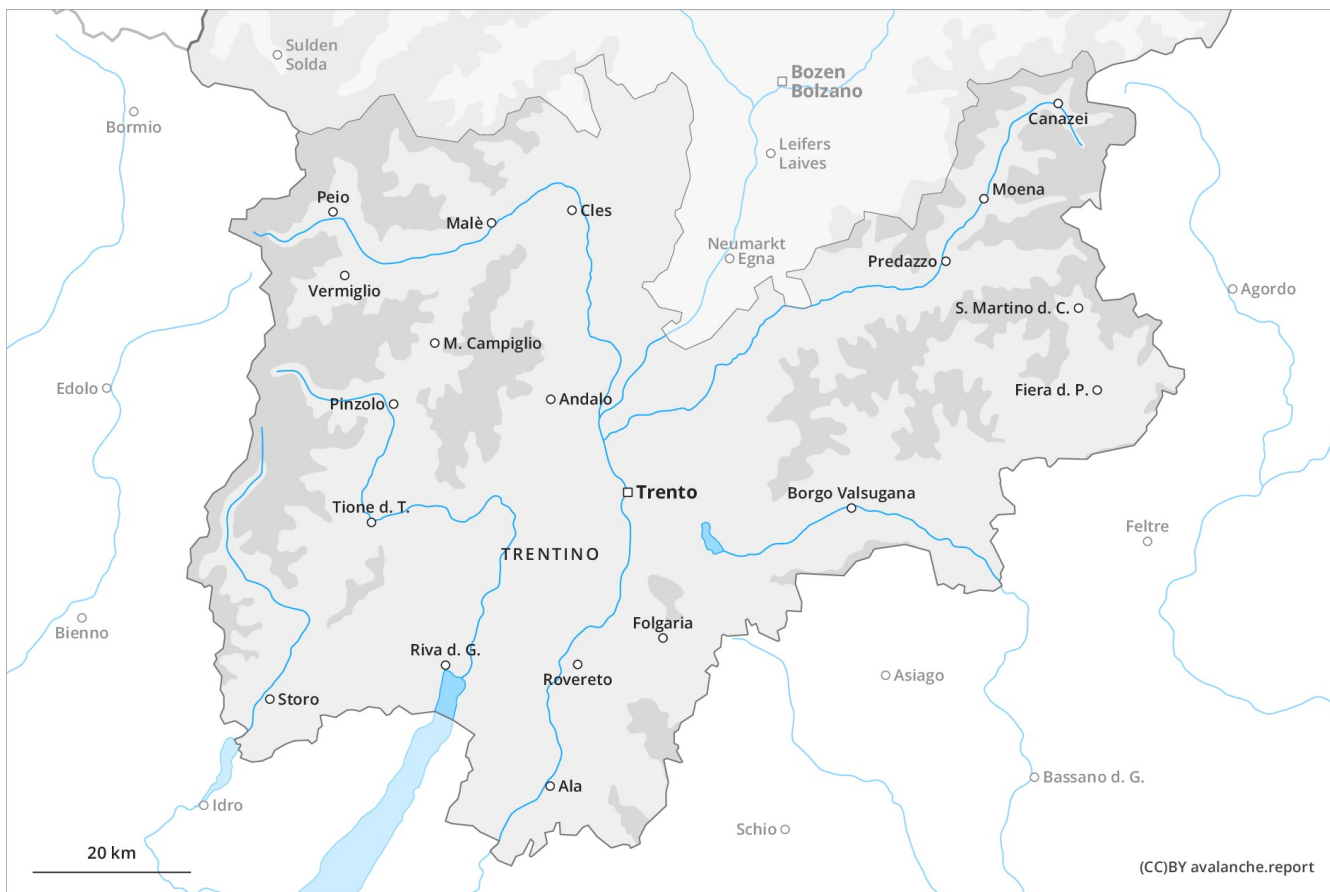 Sulden
Solda
Bozen
Bolzano
Bormio
Canazei
Leifers
Laives
Peio
Moena
Malè
Cles
Neumarkt
Egna
Predazzo
Vermiglio
Agordo
S. Martino d. C.
M. Campiglio
Edolo
Fiera d. P.
Pinzolo
Andalo
Trento
Borgo Valsugana
Tione d. T.
Feltre
TRENTINO
Folgaria
Bienno
Riva d. G.
Asiago
Rovereto
Storo
Bassano d. G.
Ala
Idro
Schio
20 km
(CC)BY avalanche.report